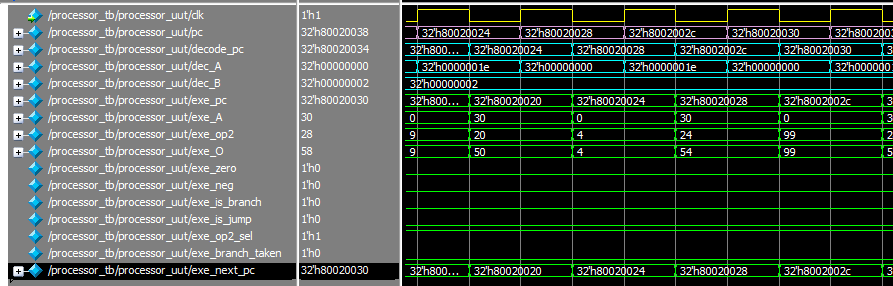 /processor_tb/processor_uut/clk 1'h1
/processor_tb/processor_uut/pc 32'h80020038 32'h80020024 32'h80020028 32'h8002002c 32'h80020030
/processor_tb/processor_uut/decode_pc 32'h80020034 32'h800... 32'h80020024 32'h80020028 32'h8002002c 32'h80020030 32'h800
/processor_tb/processor_uut/dec_A 32'h00000000 32'h0000001e 32'h00000000 32'h0000001e 32'h00000000 32'h000000
/processor_tb/processor_uut/dec_B 32'h00000002 32'h00000002
/processor_tb/processor_uut/exe_pc 32'h80020030 32'h800... 32'h80020020 32'h80020024 32'h80020028 32'h8002002c 32'h
/processor_tb/processor_uut/exe_A 30 0 30 0 30 0 3
/processor_tb/processor_uut/exe_op2 28 9 20 4 24 99 2
/processor_tb/processor_uut/exe_O 58 9 50 4 54 99 5
/processor_tb/processor_uut/exe_zero 1'h0
/processor_tb/processor_uut/exe_neg 1'h0
/processor_tb/processor_uut/exe_is_branch 1'h0
/processor_tb/processor_uut/exe_is_jump 1'h0
/processor_tb/processor_uut/exe_op2_sel 1'h1
/processor_tb/processor_uut/exe_branch_taken 1'h0
/processor_tb/processor_uut/exe_next_pc 32'h80020030 32'h800... 32'h80020020 32'h80020024 32'h80020028 32'h8002002c